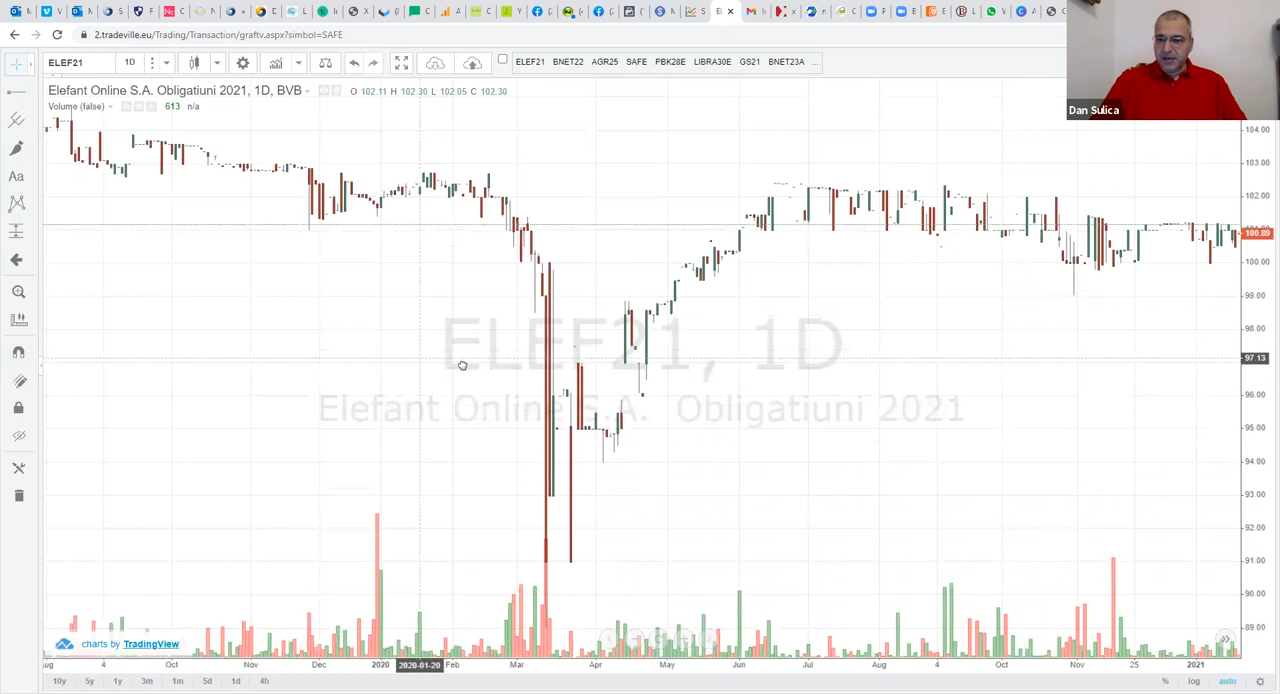 2.tradeville.eu/Trading/Transaction/graftv.aspx?simbol=SAFE
ELEF21 1D ELEF21 BNET22 AGR25 SAFE PBK28E LIBRA30E GS21 BNET23A ...
Dan Sulica
Elefant Online S.A. Obligatiuni 2021, 1D, BVB O 102.11 H 102.30 L 102.05 C 102.30
Volume (false) 613 n/a
104.00
103.00
102.00
Aa
100.89
100.00
99.00
98.00
ELEF21, 1D
97.13
96.00
Elefant Online S.A. Obligatiuni 2021
95.00
94.00
93.00
92.00
91.00
90.00
89.00
charts by TradingView
4 Oct Nov Dec 2020 2020-01-20 Feb Mar Apr May Jun Jul Aug 4 Oct Nov 25 2021
10y 5y 1y 3m 1m 5d 1d 4h % log auto